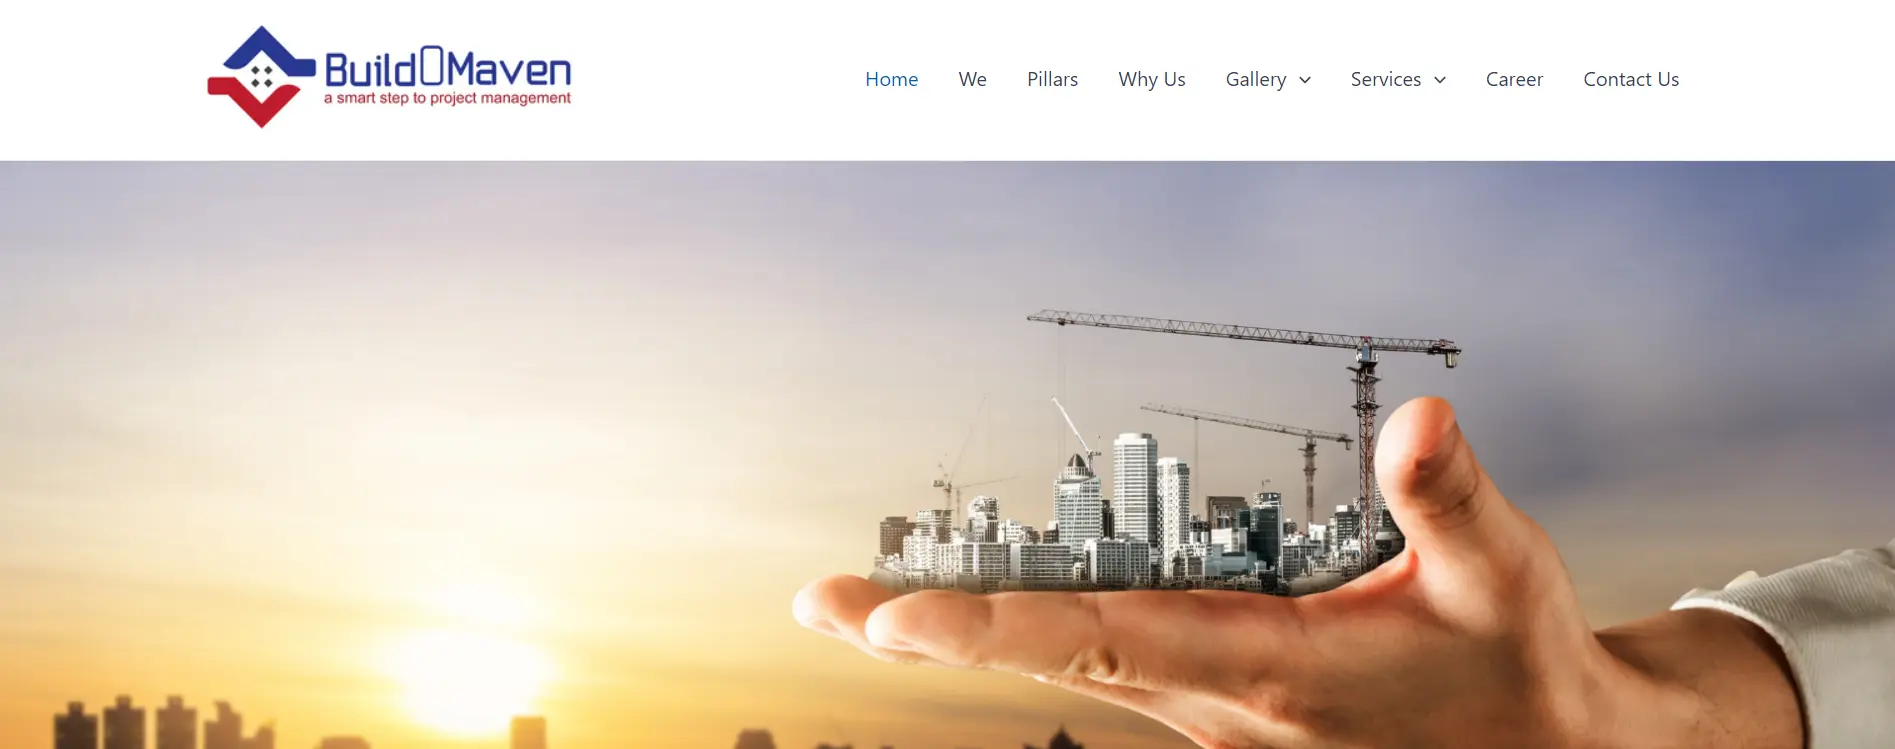 BuildOMaven
a smart step to project management
Home We Pillars Why Us Gallery Services Career Contact Us